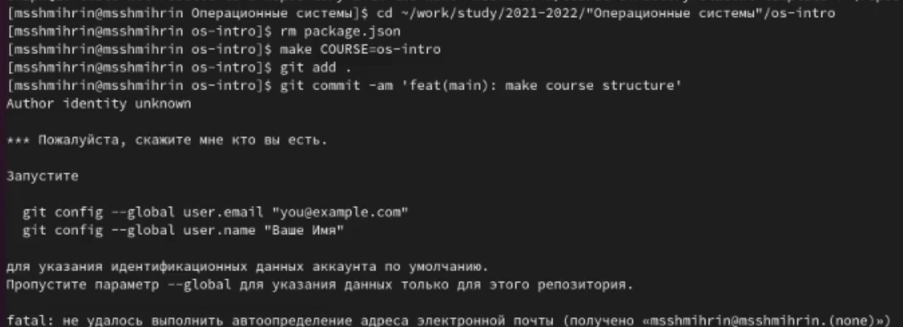 [msshmihrin@msshmihrin Операционные системы]$ cd ~/work/study/2021-2022/"Операционные системы"/os-intro
[msshmihrin@msshmihrin os-intro]$ rm package.json
[msshmihrin@msshmihrin os-intro]$ make COURSE=os-intro
[msshmihrin@msshmihrin os-intro]$ git add .
[msshmihrin@msshmihrin os-intro]$ git commit -am 'feat(main): make course structure'
Author identity unknown
*** Пожалуйста, скажите мне кто вы есть.
Запустите
git config --global user.email "you@example.com"
git config --global user.name "Ваше Имя"
для указания идентификационных данных аккаунта по умолчанию.
Пропустите параметр --global для указания данных только для этого репозитория.
fatal: не удалось выполнить автоопределение адреса электронной почты (получено «msshmihrin@msshmihrin.(none)»)